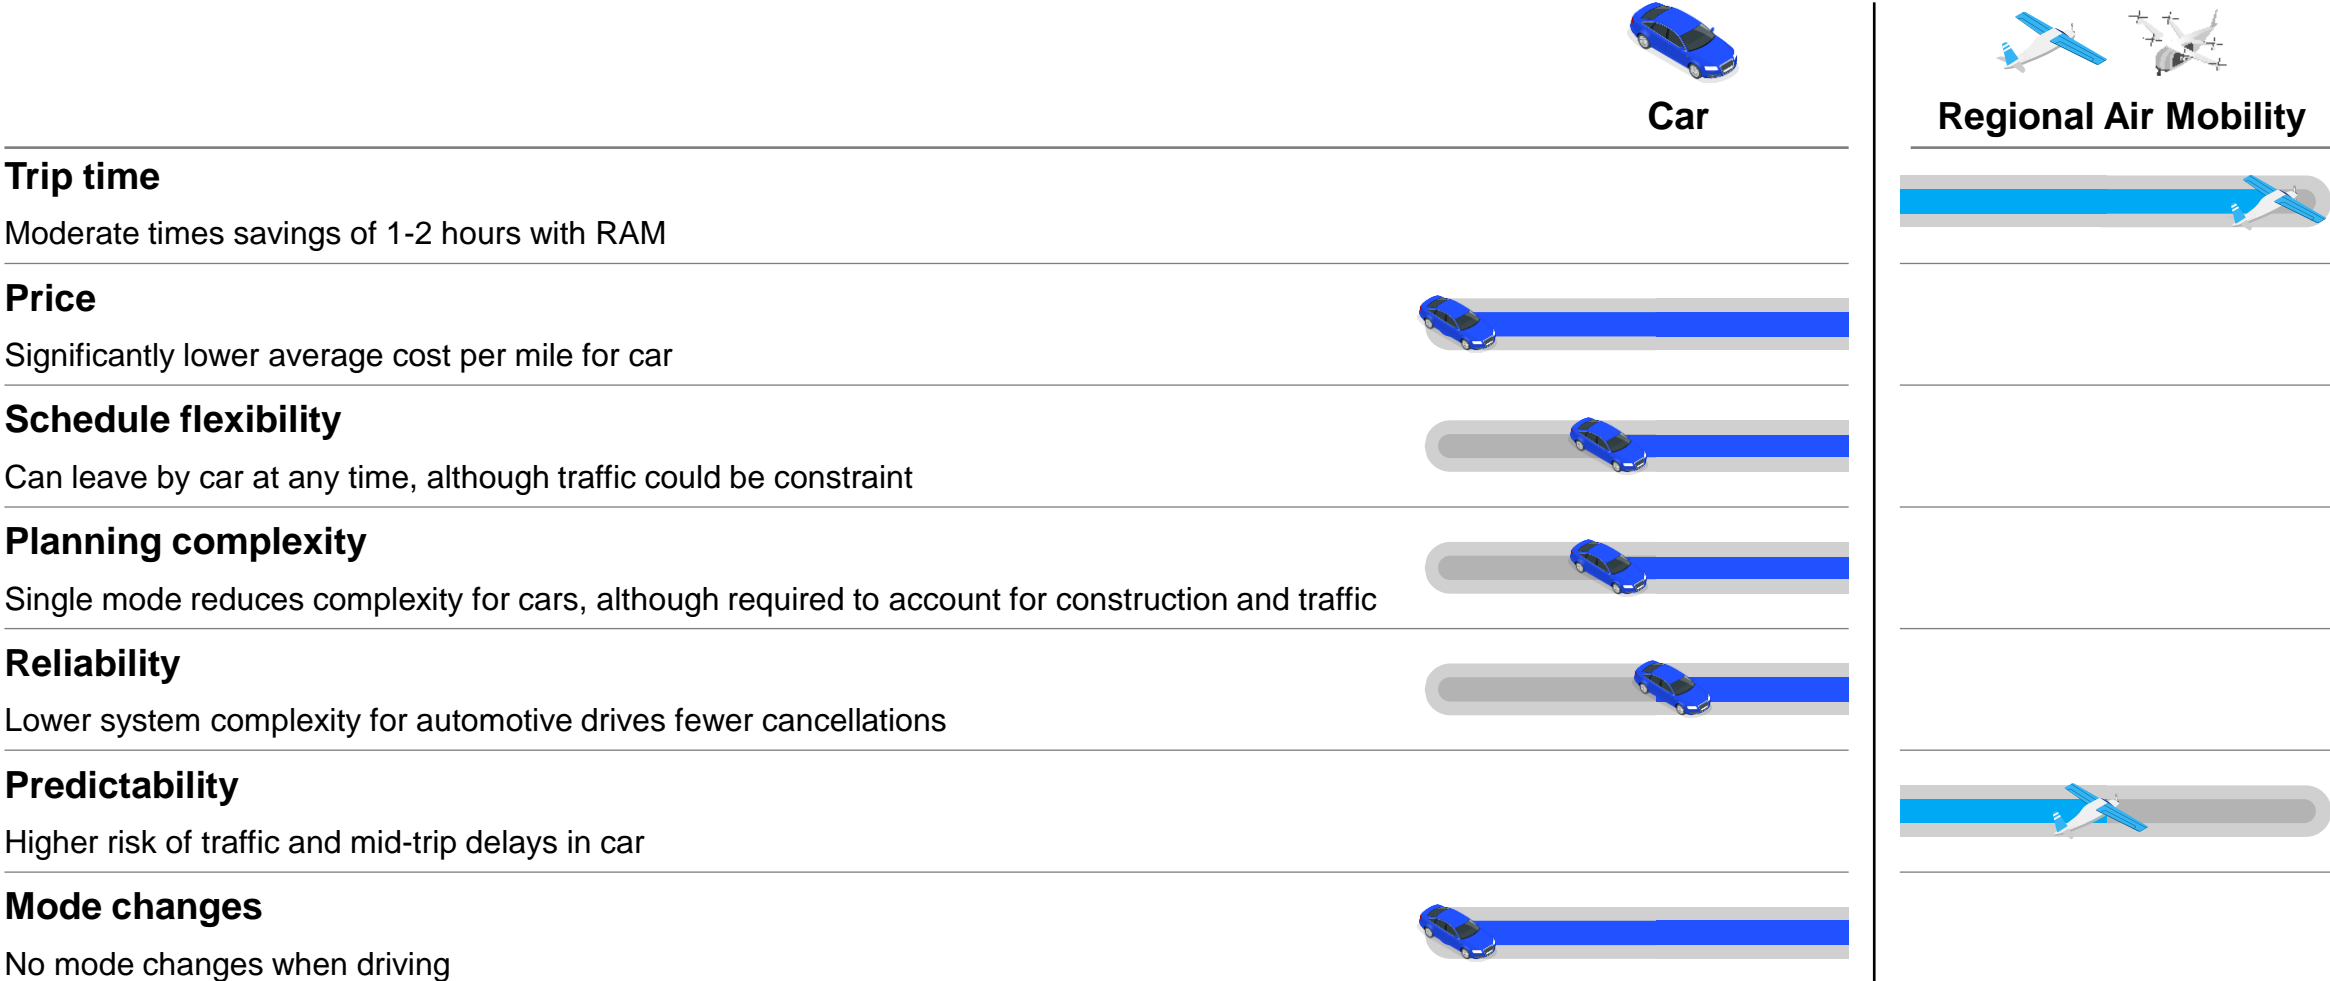 Car
Regional Air Mobility
Trip time
Moderate times savings of 1-2 hours with RAM
Price
Significantly lower average cost per mile for car
Schedule flexibility
Can leave by car at any time, although traffic could be constraint
Planning complexity
Single mode reduces complexity for cars, although required to account for construction and traffic
Reliability
Lower system complexity for automotive drives fewer cancellations
Predictability
Higher risk of traffic and mid-trip delays in car
Mode changes
No mode changes when driving